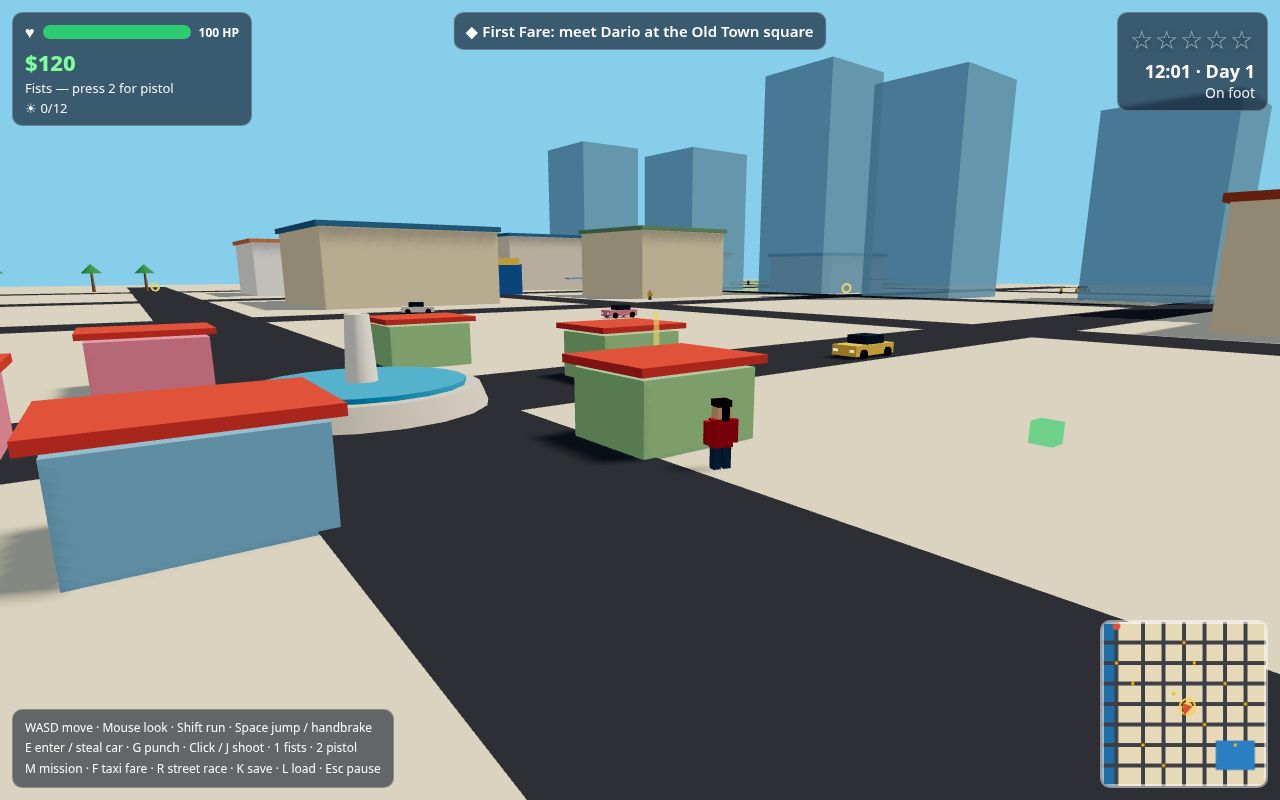 ♥ 100 HP
$120
Fists — press 2 for pistol
☀ 0/12
◆ First Fare: meet Dario at the Old Town square
☆☆☆☆☆
12:01 · Day 1
On foot
WASD move · Mouse look · Shift run · Space jump / handbrake
E enter / steal car · G punch · Click / J shoot · 1 fists · 2 pistol
M mission · F taxi fare · R street race · K save · L load · Esc pause